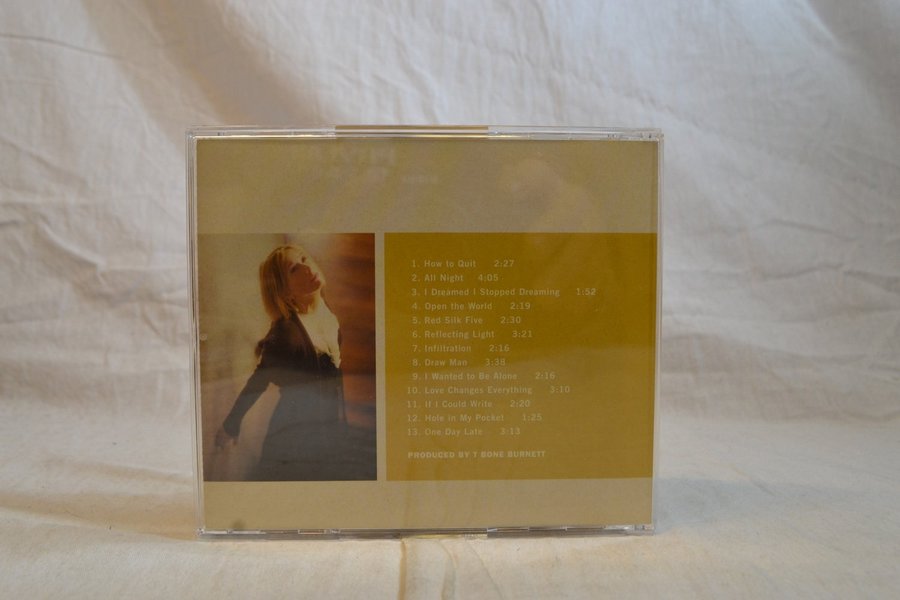 1. How to Quit 2:27
2. All Night 4:05
3. I Dreamed I Stopped Dreaming 1:52
4. Open the World 2:19
5. Red Silk Five 2:30
6. Reflecting Light 3:21
7. Infiltration 2:16
8. Draw Man 3:38
9. I Wanted to Be Alone 2:16
10. Love Changes Everything 3:10
11. If I Could Write 2:20
12. Hole in My Pocket 1:25
13. One Day Late 3:13
PRODUCED BY T BONE BURNETT